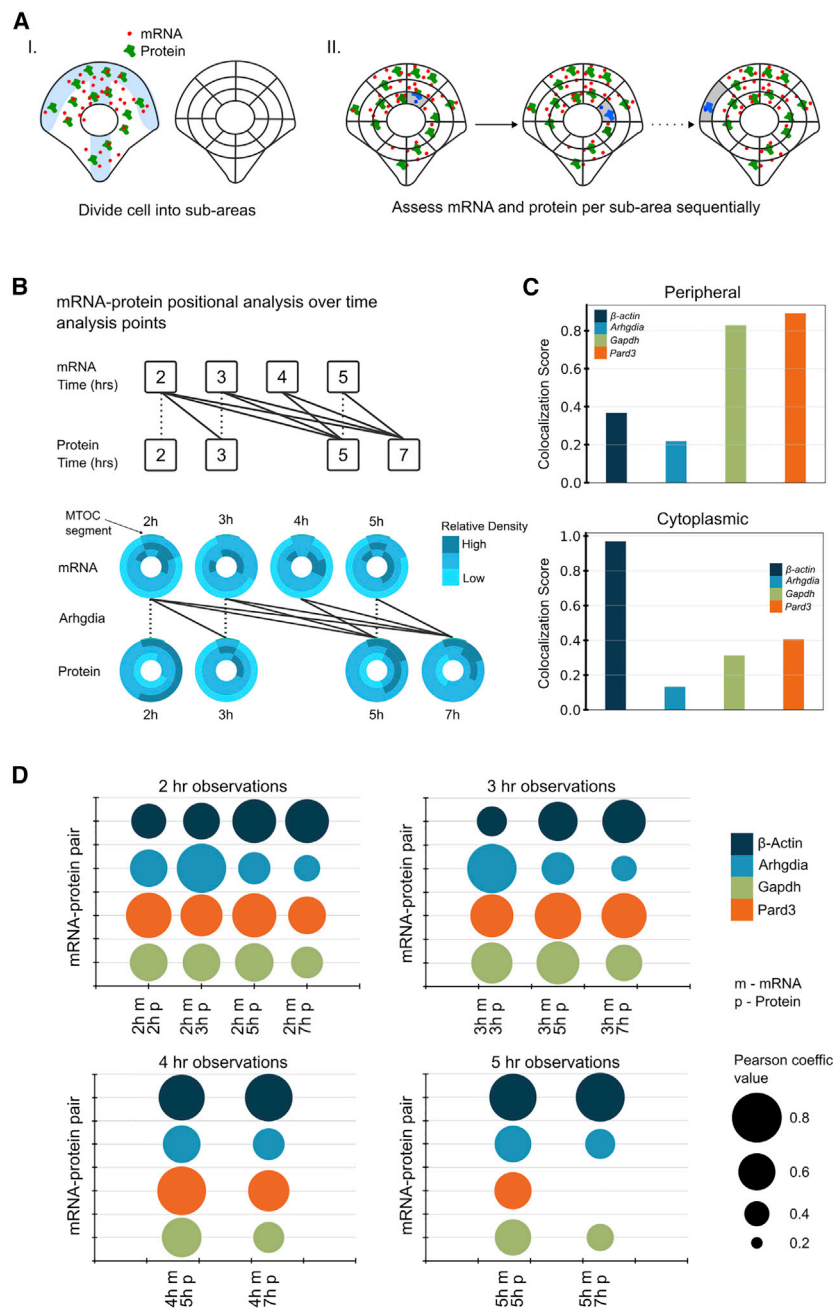 A
I.
mRNA
Protein
II.
Divide cell into sub-areas
Assess mRNA and protein per sub-area sequentially
B
mRNA-protein positional analysis over time
analysis points
mRNA
Time (hrs)
2 3 4 5
Protein
Time (hrs)
2 3 5 7
MTOC
segment
2h 3h 4h 5h
Relative Density
High
Low
mRNA
Arhgdia
Protein
2h 3h 5h 7h
C
Peripheral
Colocalization Score
0.8
0.6
0.4
0.2
0.0
β-actin
Arhgdia
Gapdh
Pard3
Cytoplasmic
Colocalization Score
1.0
0.8
0.6
0.4
0.2
0.0
β-actin
Arhgdia
Gapdh
Pard3
D
2 hr observations
mRNA-protein pair
2h m
2h p
2h m
3h p
2h m
5h p
2h m
7h p
3 hr observations
mRNA-protein pair
3h m
3h p
3h m
5h p
3h m
7h p
β-Actin
Arhgdia
Gapdh
Pard3
m - mRNA
p - Protein
4 hr observations
mRNA-protein pair
4h m
5h p
4h m
7h p
5 hr observations
mRNA-protein pair
5h m
5h p
5h m
7h p
Pearson coeffic
value
0.8
0.6
0.4
0.2